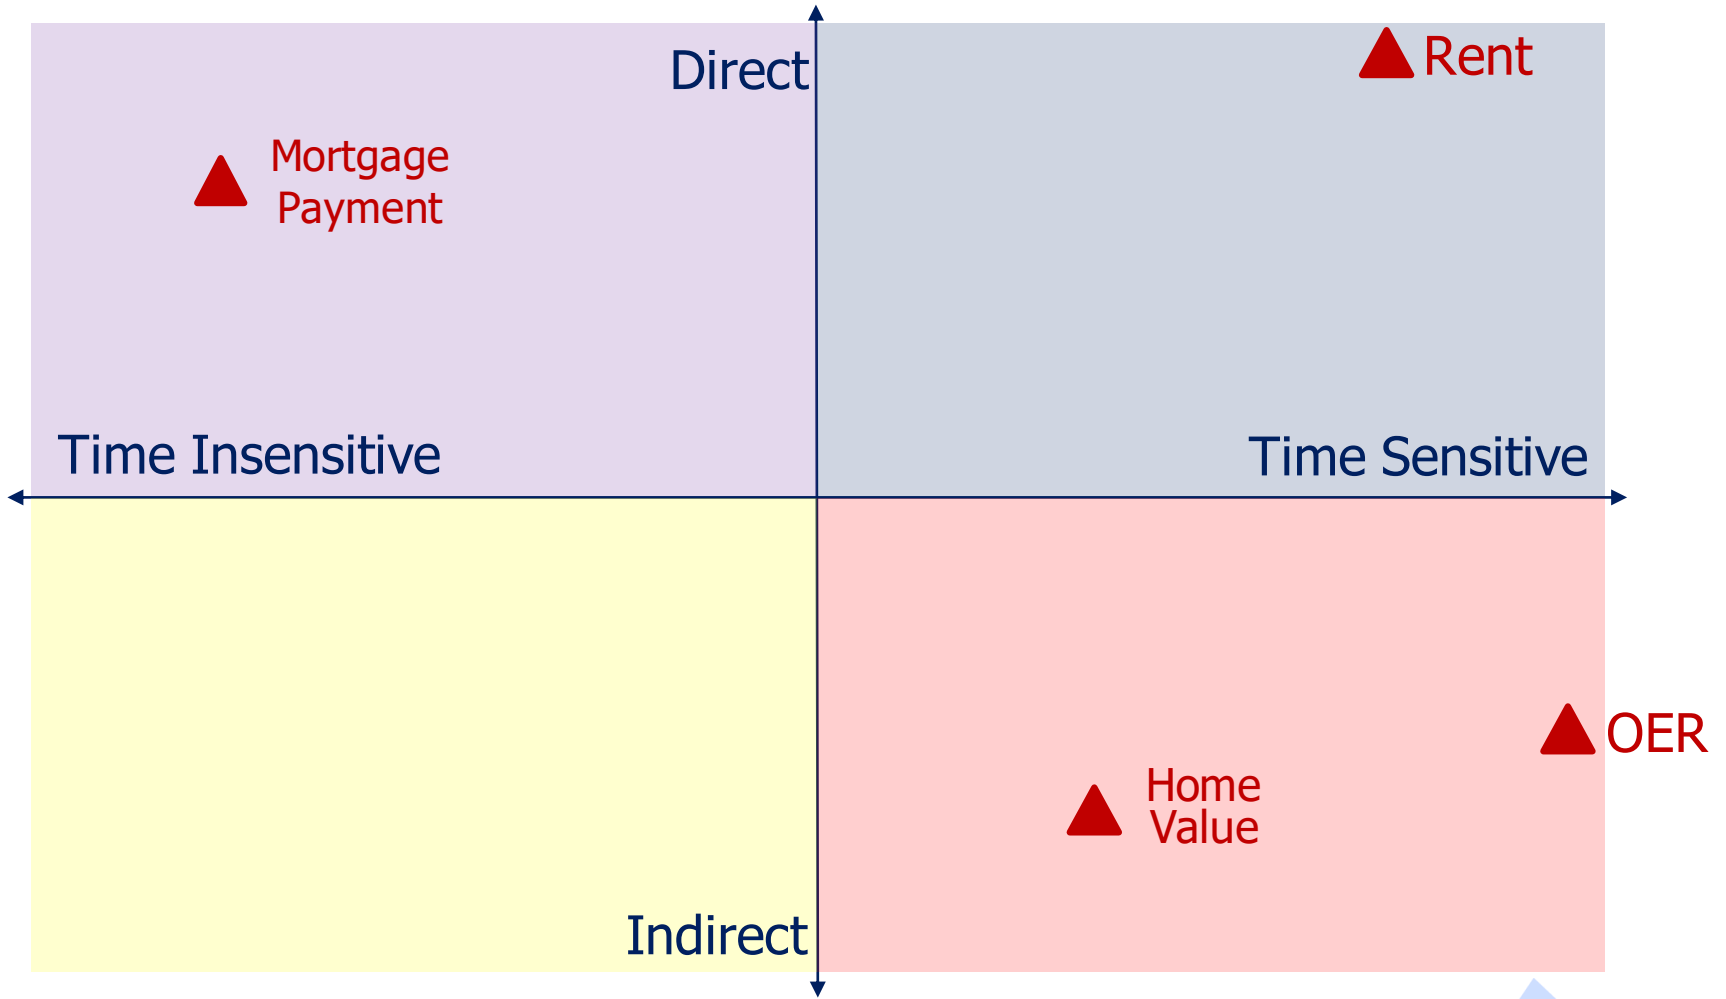 Direct
Rent
Mortgage
Payment
Time Insensitive
Time Sensitive
OER
Home
Value
Indirect